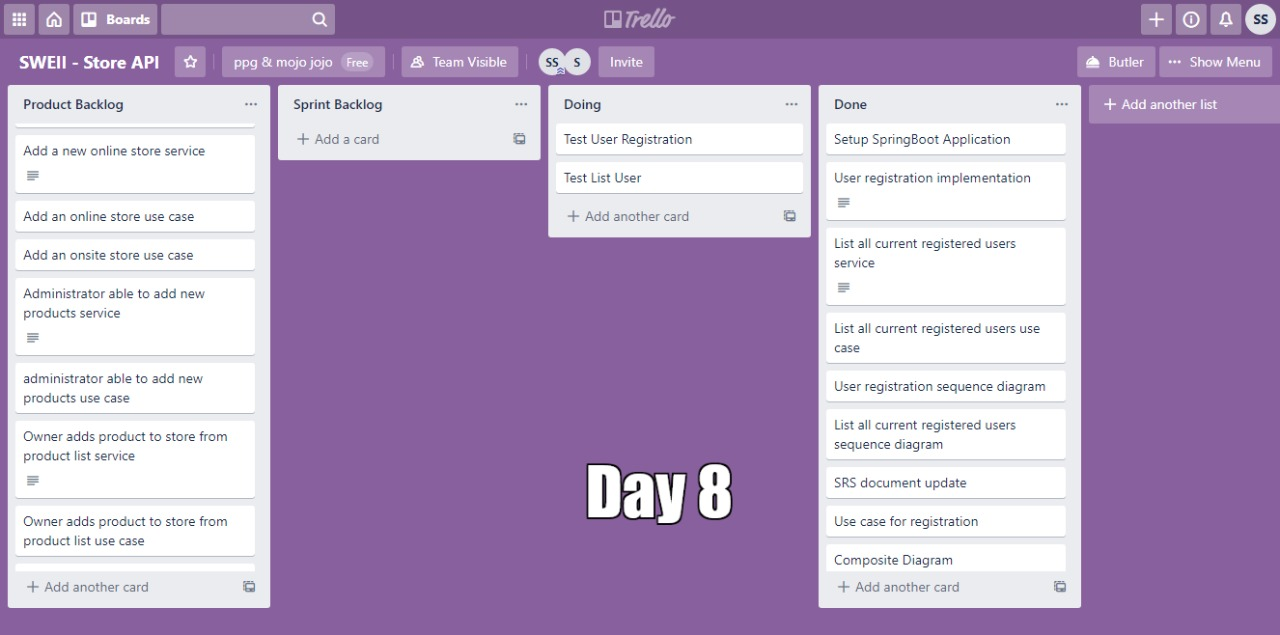 Boards
Trello
SS
SWEII - Store API
ppg & mojo jojo Free
Team Visible
SS S
Invite
Butler
Show Menu
Product Backlog
Add a new online store service
Add an online store use case
Add an onsite store use case
Administrator able to add new
products service
administrator able to add new
products use case
Owner adds product to store from
product list service
Owner adds product to store from
product list use case
Add another card
Sprint Backlog
Add a card
Doing
Test User Registration
Test List User
Add another card
Done
Setup SpringBoot Application
User registration implementation
List all current registered users
service
List all current registered users use
case
User registration sequence diagram
List all current registered users
sequence diagram
SRS document update
Use case for registration
Composite Diagram
Add another card
Add another list
Day 8